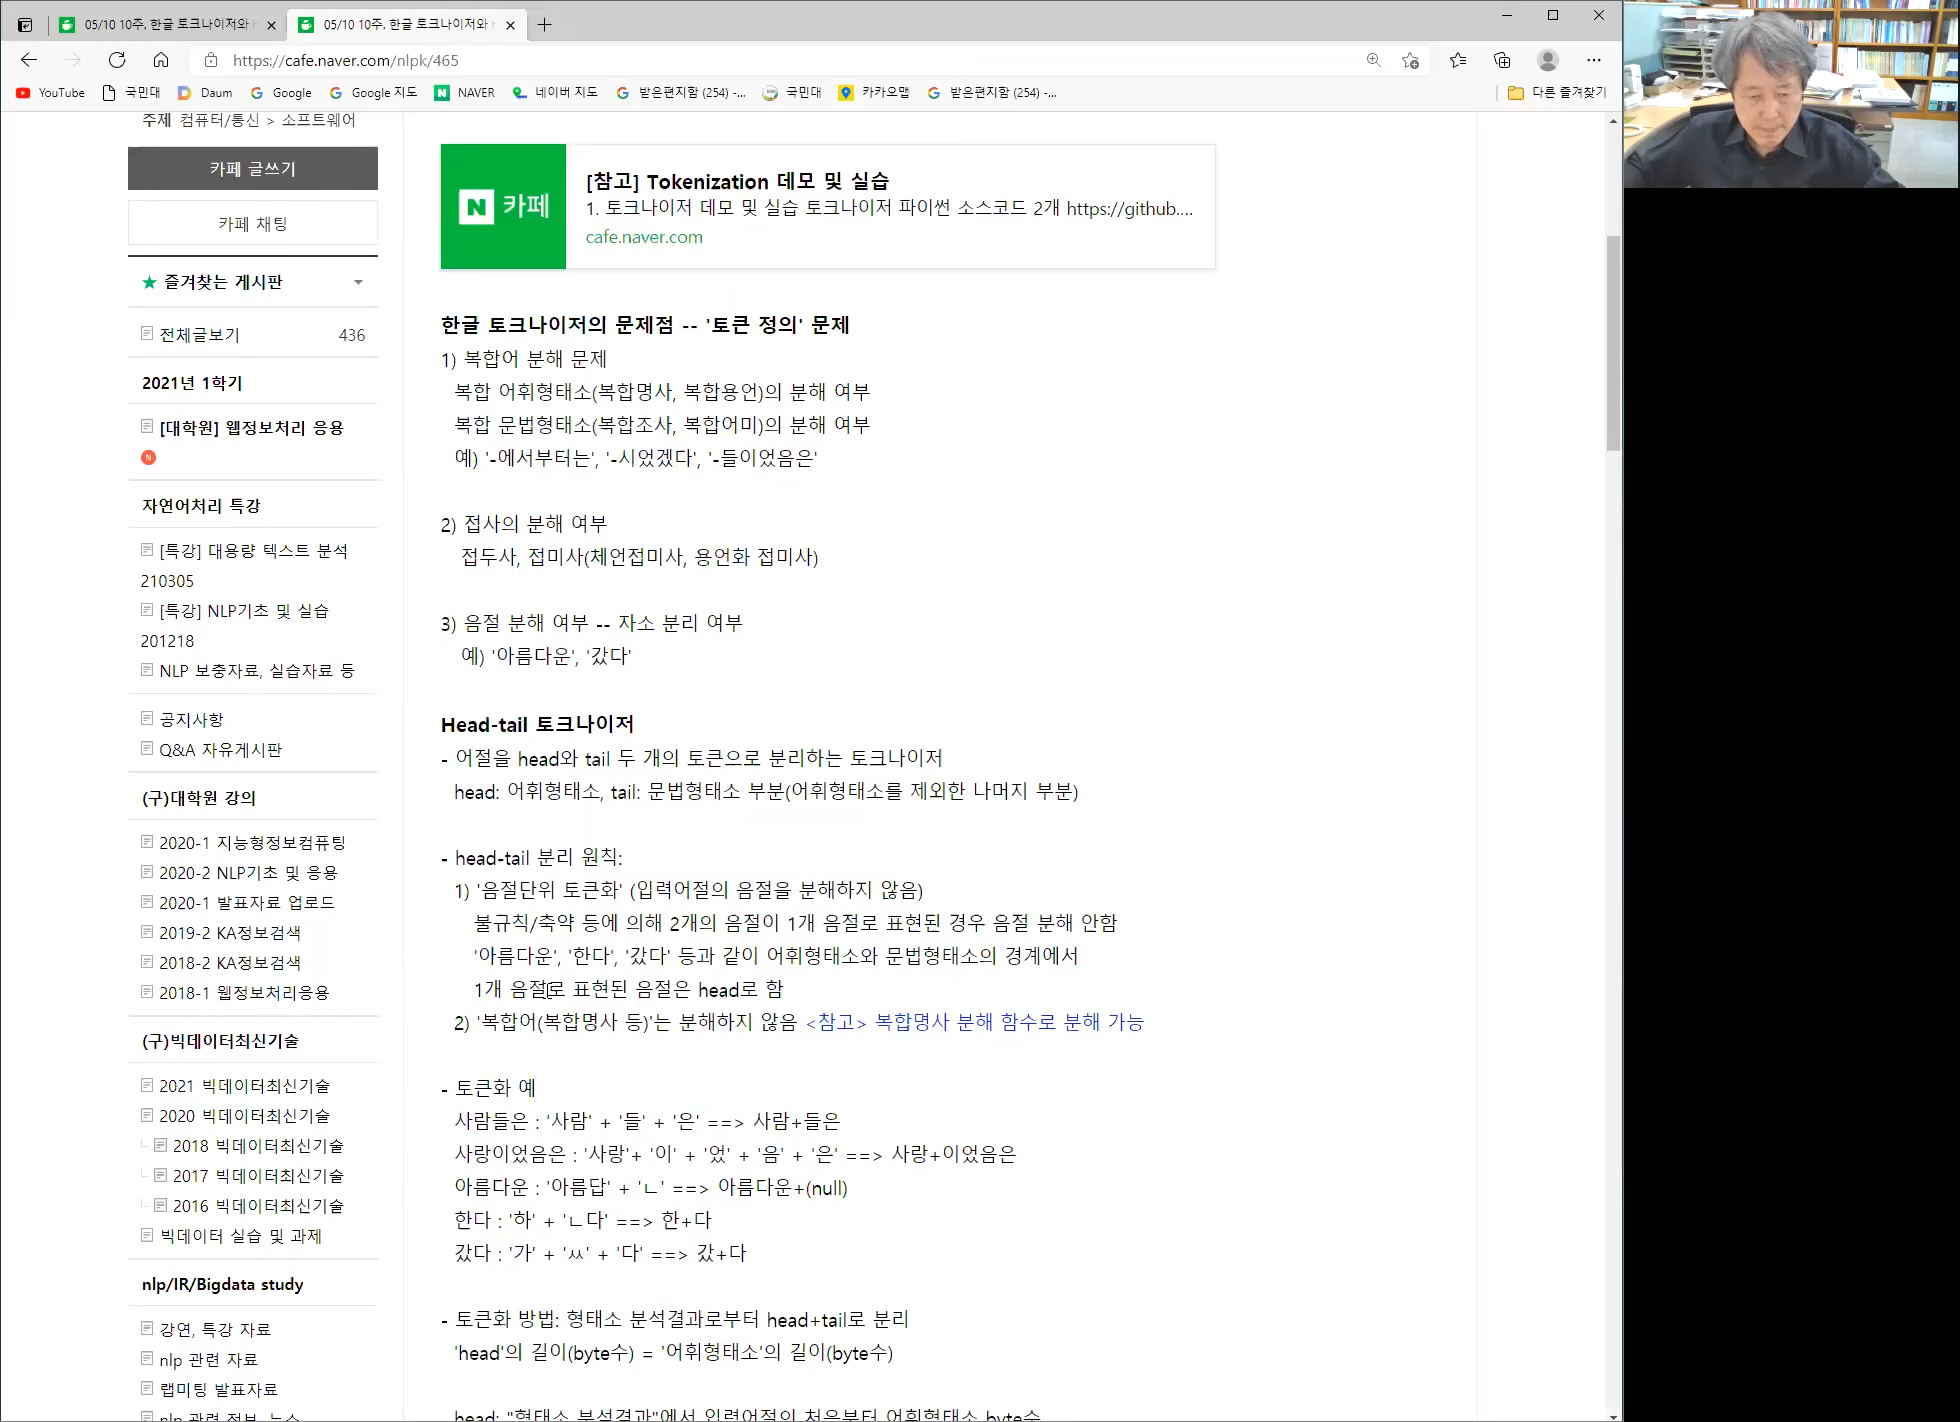 05/10 10주. 한글 토크나이저와
05/10 10주. 한글 토크나이저와
https://cafe.naver.com/nlpk/465
YouTube 국민대 Daum Google Google 지도 NAVER 네이버 지도 받은편지함 (254) -... 국민대 카카오맵 받은편지함 (254) -... 다른 즐겨찾기
주제 컴퓨터/통신 > 소프트웨어
카페 글쓰기
카페 채팅
★ 즐겨찾는 게시판
전체글보기 436
2021년 1학기
[대학원] 웹정보처리 응용
N
자연어처리 특강
[특강] 대용량 텍스트 분석
210305
[특강] NLP기초 및 실습
201218
NLP 보충자료, 실습자료 등
공지사항
Q&A 자유게시판
(구)대학원 강의
2020-1 지능형정보컴퓨팅
2020-2 NLP기초 및 응용
2020-1 발표자료 업로드
2019-2 KA정보검색
2018-2 KA정보검색
2018-1 웹정보처리응용
(구)빅데이터최신기술
2021 빅데이터최신기술
2020 빅데이터최신기술
2018 빅데이터최신기술
2017 빅데이터최신기술
2016 빅데이터최신기술
빅데이터 실습 및 과제
nlp/IR/Bigdata study
강연, 특강 자료
nlp 관련 자료
랩미팅 발표자료
nlp 관련 정보, 뉴스
N 카페
[참고] Tokenization 데모 및 실습
1. 토크나이저 데모 및 실습 토크나이저 파이썬 소스코드 2개 https://github....
cafe.naver.com
한글 토크나이저의 문제점 -- '토큰 정의' 문제
1) 복합어 분해 문제
복합 어휘형태소(복합명사, 복합용언)의 분해 여부
복합 문법형태소(복합조사, 복합어미)의 분해 여부
예) '-에서부터는', '-시었겠다', '-들이었음은'
2) 접사의 분해 여부
접두사, 접미사(체언접미사, 용언화 접미사)
3) 음절 분해 여부 -- 자소 분리 여부
예) '아름다운', '갔다'
Head-tail 토크나이저
- 어절을 head와 tail 두 개의 토큰으로 분리하는 토크나이저
head: 어휘형태소, tail: 문법형태소 부분(어휘형태소를 제외한 나머지 부분)
- head-tail 분리 원칙:
1) '음절단위 토큰화' (입력어절의 음절을 분해하지 않음)
불규칙/축약 등에 의해 2개의 음절이 1개 음절로 표현된 경우 음절 분해 안함
'아름다운', '한다', '갔다' 등과 같이 어휘형태소와 문법형태소의 경계에서
1개 음절로 표현된 음절은 head로 함
2) '복합어(복합명사 등)'는 분해하지 않음 <참고> 복합명사 분해 함수로 분해 가능
- 토큰화 예
사람들은 : '사람' + '들' + '은' ==> 사람+들은
사랑이었음은 : '사랑'+ '이' + '었' + '음' + '은' ==> 사랑+이었음은
아름다운 : '아름답' + 'ㄴ' ==> 아름다운+(null)
한다 : '하' + 'ㄴ다' ==> 한+다
갔다 : '가' + 'ㅆ' + '다' ==> 갔+다
- 토큰화 방법: 형태소 분석결과로부터 head+tail로 분리
'head'의 길이(byte수) = '어휘형태소'의 길이(byte수)
head: "형태소 분석결과"에서 입력어절의 처음부터 어휘형태소 byte수